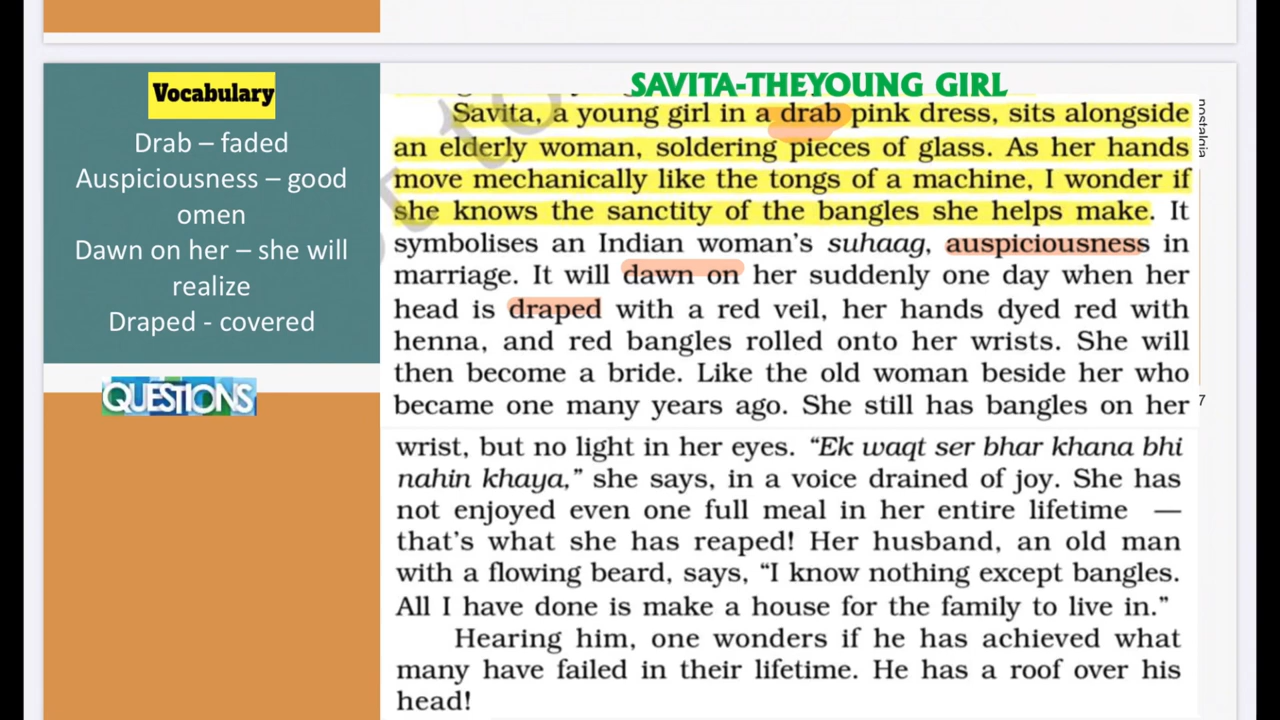 Vocabulary
Drab – faded
Auspiciousness – good
omen
Dawn on her – she will
realize
Draped - covered
QUESTIONS
SAVITA-THEYOUNG GIRL
Savita, a young girl in a drab pink dress, sits alongside
an elderly woman, soldering pieces of glass. As her hands
move mechanically like the tongs of a machine, I wonder if
she knows the sanctity of the bangles she helps make. It
symbolises an Indian woman’s suhaag, auspiciousness in
marriage. It will dawn on her suddenly one day when her
head is draped with a red veil, her hands dyed red with
henna, and red bangles rolled onto her wrists. She will
then become a bride. Like the old woman beside her who
became one many years ago. She still has bangles on her
wrist, but no light in her eyes. “Ek waqt ser bhar khana bhi
nahin khaya,” she says, in a voice drained of joy. She has
not enjoyed even one full meal in her entire lifetime —
that’s what she has reaped! Her husband, an old man
with a flowing beard, says, “I know nothing except bangles.
All I have done is make a house for the family to live in.”
Hearing him, one wonders if he has achieved what
many have failed in their lifetime. He has a roof over his
head!
nostalgia
7
to